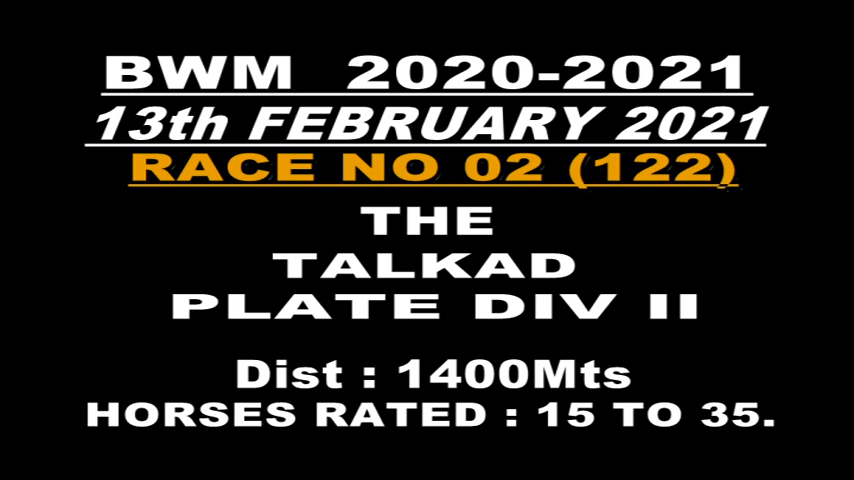 BWM 2020-2021
13th FEBRUARY 2021
RACE NO 02 (122)
THE
TALKAD
PLATE DIV II
Dist : 1400Mts
HORSES RATED : 15 TO 35.